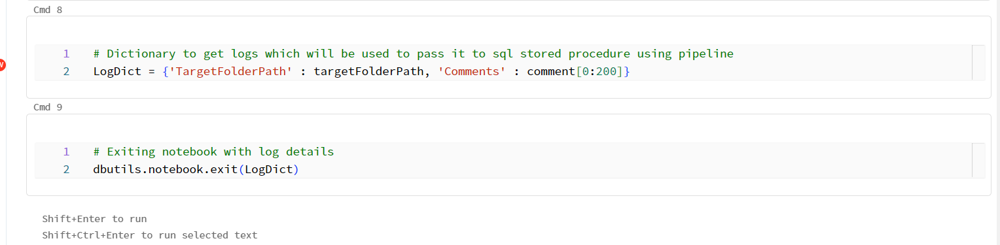 Cmd 8
1 # Dictionary to get logs which will be used to pass it to sql stored procedure using pipeline
2 LogDict = {'TargetFolderPath' : targetFolderPath, 'Comments' : comment[0:200]}
Cmd 9
1 # Exiting notebook with log details
2 dbutils.notebook.exit(LogDict)
Shift+Enter to run
Shift+Ctrl+Enter to run selected text